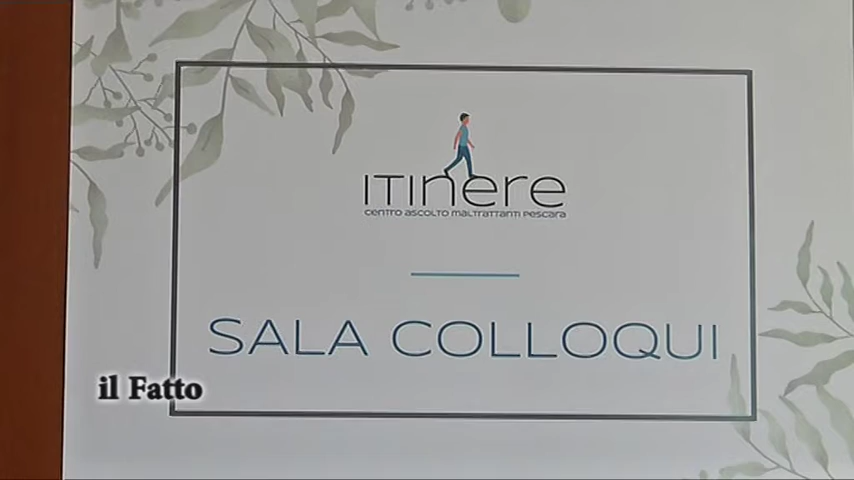 ITINERE
CENTRO ASCOLTO MALTRATTANTI PESCARA
SALA COLLOQUI
il Fatto